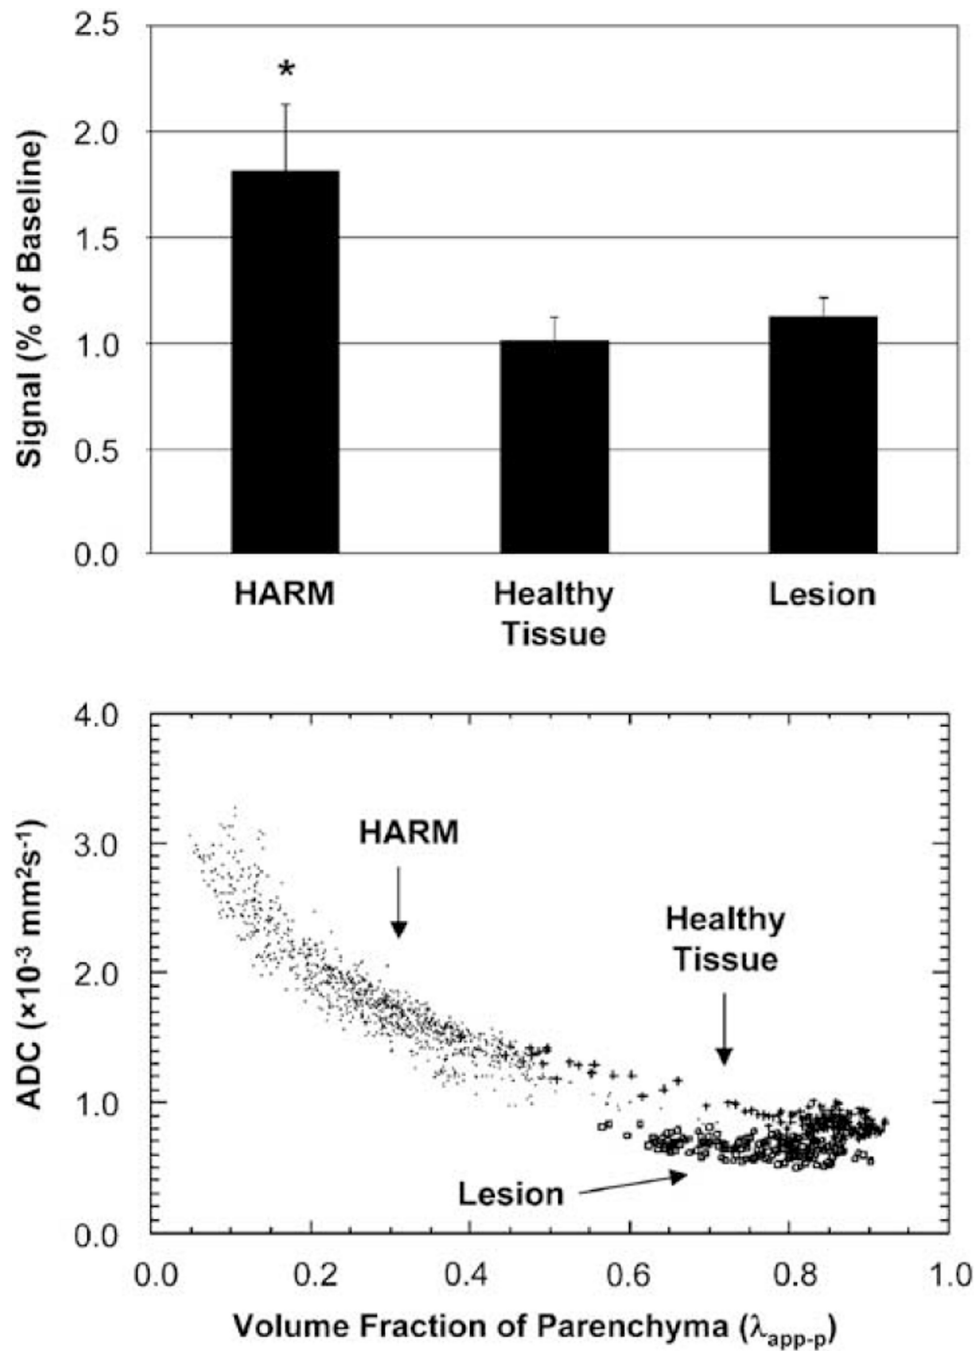 2.5
*
2.0
1.5
1.0
0.5
0.0
Signal (% of Baseline)
HARM
Healthy
Tissue
Lesion
4.0
3.0
2.0
1.0
0.0
ADC (×10⁻³ mm²s⁻¹)
HARM
Healthy
Tissue
Lesion
0.0 0.2 0.4 0.6 0.8 1.0
Volume Fraction of Parenchyma (λapp-p)